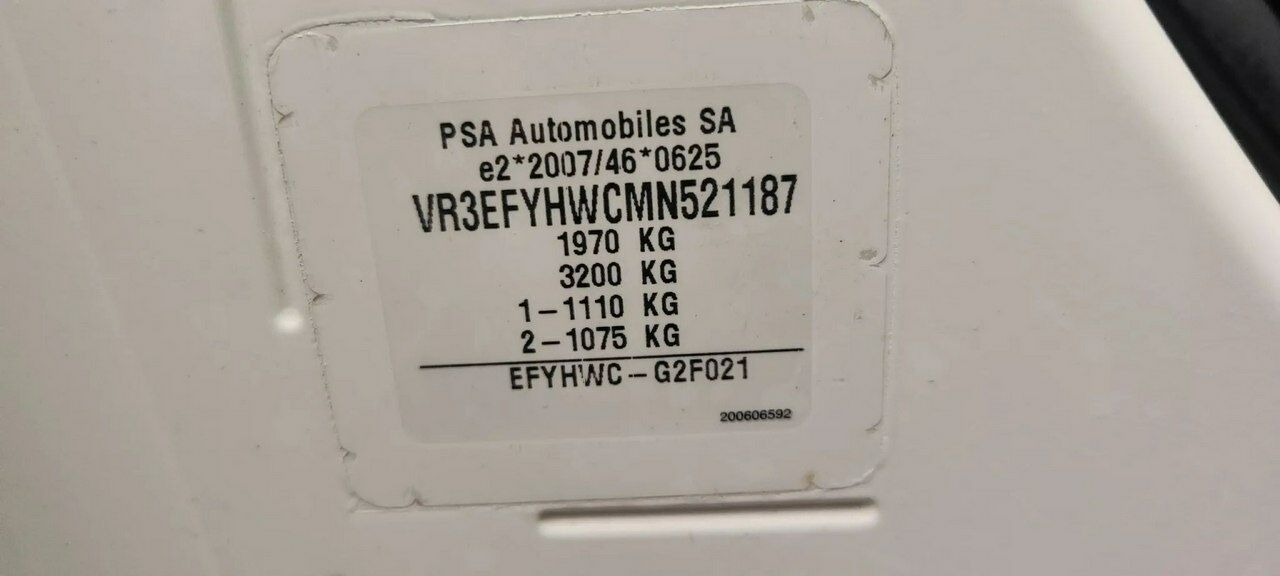 PSA Automobiles SA
e2*2007/46*0625
VR3EFYHWCMN521187
1970 KG
3200 KG
1-1110 KG
2-1075 KG
EFYHWC-G2F021
200606592